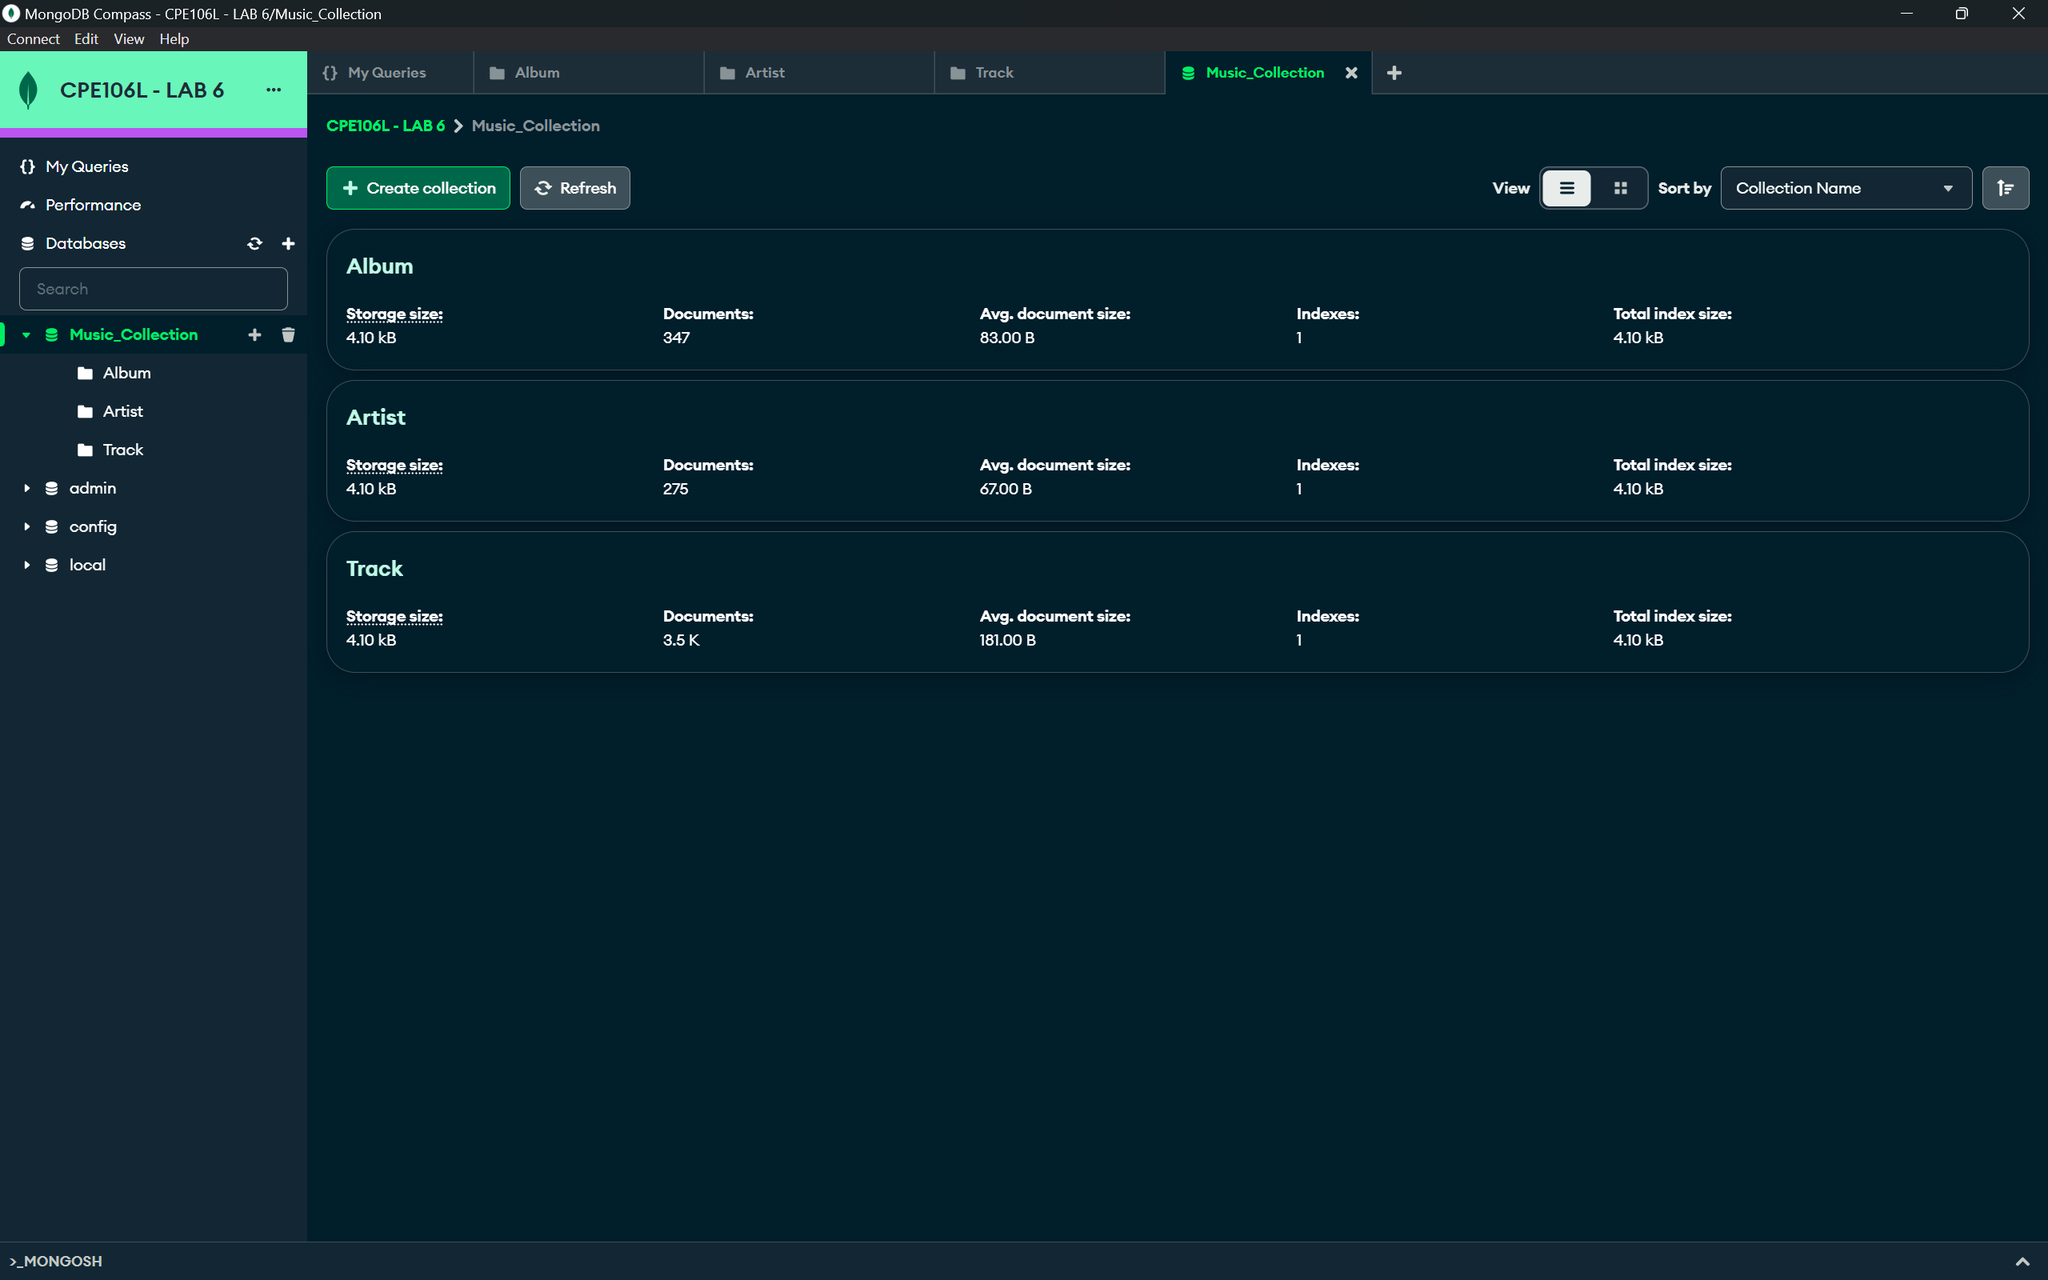 MongoDB Compass - CPE106L - LAB 6/Music_Collection
Connect Edit View Help
CPE106L - LAB 6 ...
{} My Queries Album Artist Track Music_Collection
CPE106L - LAB 6 > Music_Collection
{} My Queries
Performance
Databases
Search
Music_Collection
Album
Artist
Track
admin
config
local
+ Create collection Refresh View Sort by Collection Name
Album
Storage size: Documents: Avg. document size: Indexes: Total index size:
4.10 kB 347 83.00 B 1 4.10 kB
Artist
Storage size: Documents: Avg. document size: Indexes: Total index size:
4.10 kB 275 67.00 B 1 4.10 kB
Track
Storage size: Documents: Avg. document size: Indexes: Total index size:
4.10 kB 3.5 K 181.00 B 1 4.10 kB
>_MONGOSH